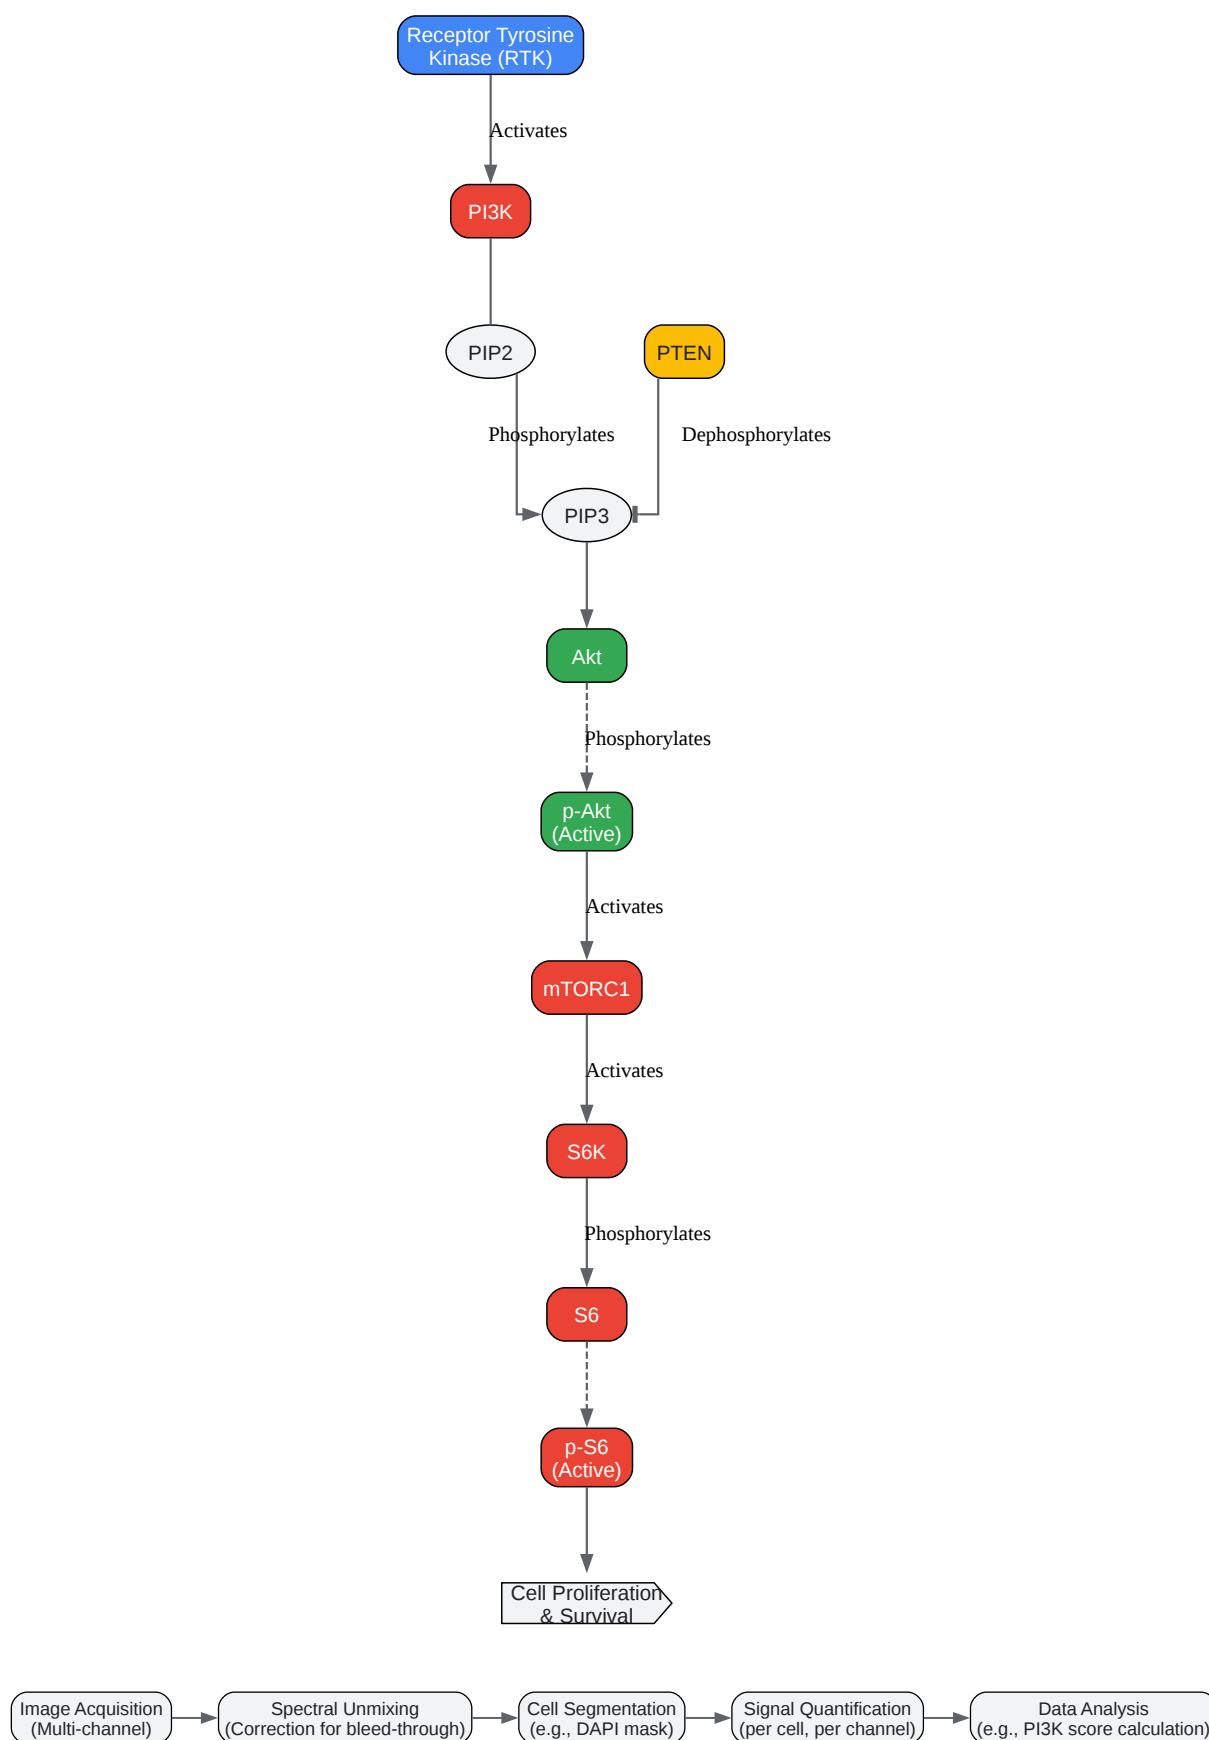 Receptor Tyrosine
Kinase (RTK)
Activates
PI3K
PIP2
PTEN
Phosphorylates
Dephosphorylates
PIP3
Akt
Phosphorylates
p-Akt
(Active)
Activates
mTORC1
Activates
S6K
Phosphorylates
S6
p-S6
(Active)
Cell Proliferation
& Survival
Image Acquisition
(Multi-channel)
Spectral Unmixing
(Correction for bleed-through)
Cell Segmentation
(e.g., DAPI mask)
Signal Quantification
(per cell, per channel)
Data Analysis
(e.g., PI3K score calculation)